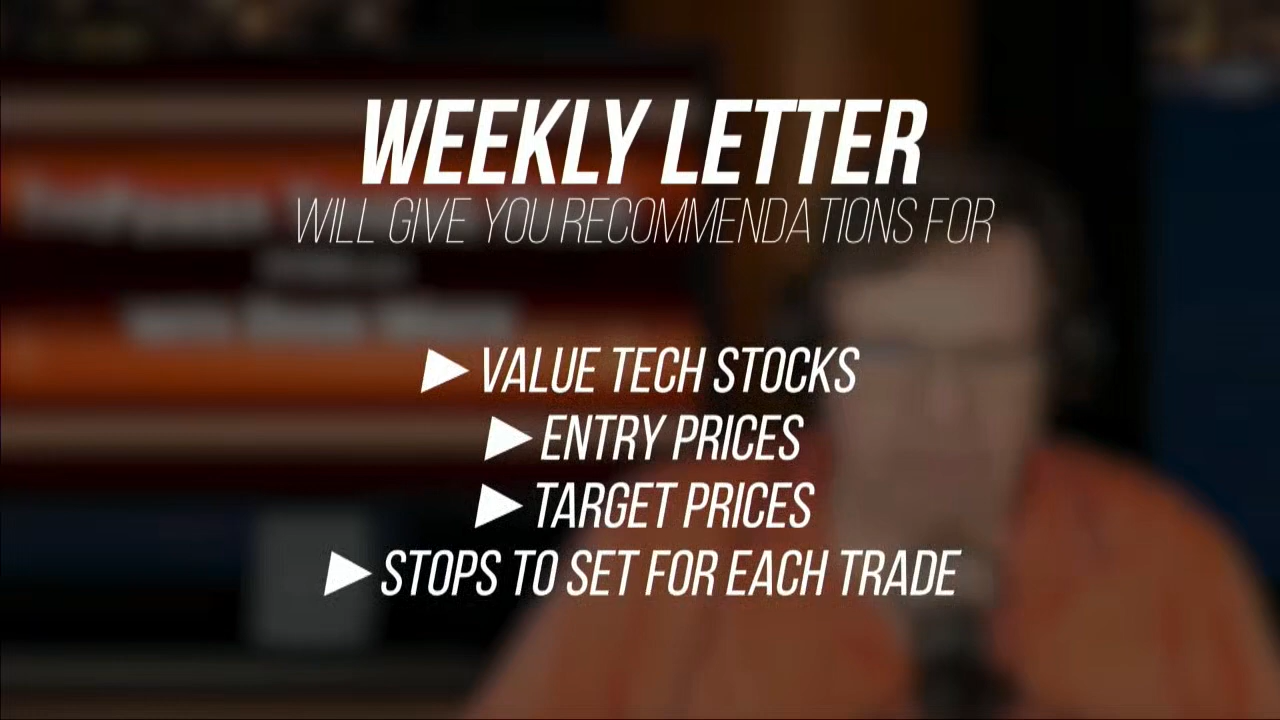 WEEKLY LETTER
WILL GIVE YOU RECOMMENDATIONS FOR
▶ VALUE TECH STOCKS
▶ ENTRY PRICES
▶ TARGET PRICES
▶ STOPS TO SET FOR EACH TRADE